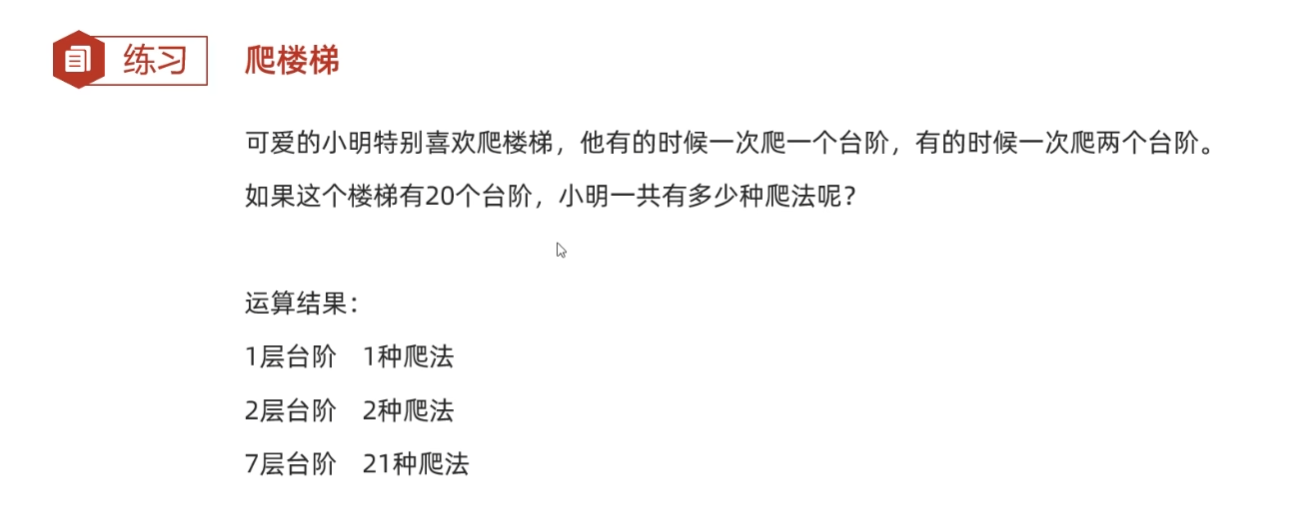 练习 爬楼梯
可爱的小明特别喜欢爬楼梯，他有的时候一次爬一个台阶，有的时候一次爬两个台阶。
如果这个楼梯有20个台阶，小明一共有多少种爬法呢？
运算结果：
1层台阶 1种爬法
2层台阶 2种爬法
7层台阶 21种爬法